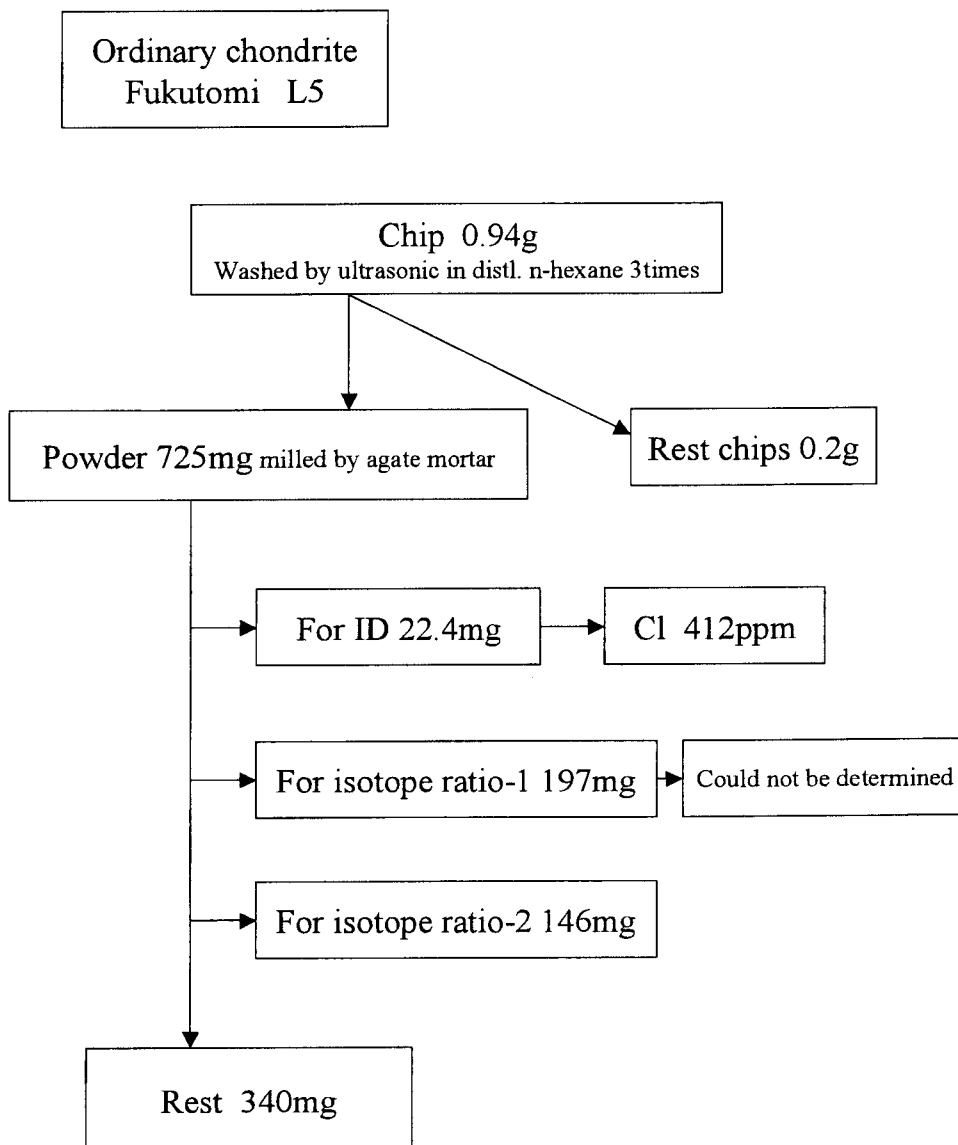 Ordinary chondrite
Fukutomi L5
Chip 0.94g
Washed by ultrasonic in distl. n-hexane 3times
Powder 725mg milled by agate mortar
Rest chips 0.2g
For ID 22.4mg
Cl 412ppm
For isotope ratio-1 197mg
Could not be determined
For isotope ratio-2 146mg
Rest 340mg